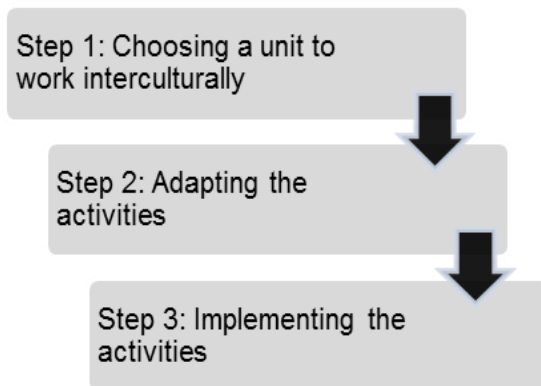 Step 1: Choosing a unit to
work interculturally
Step 2: Adapting the
activities
Step 3: Implementing the
activities